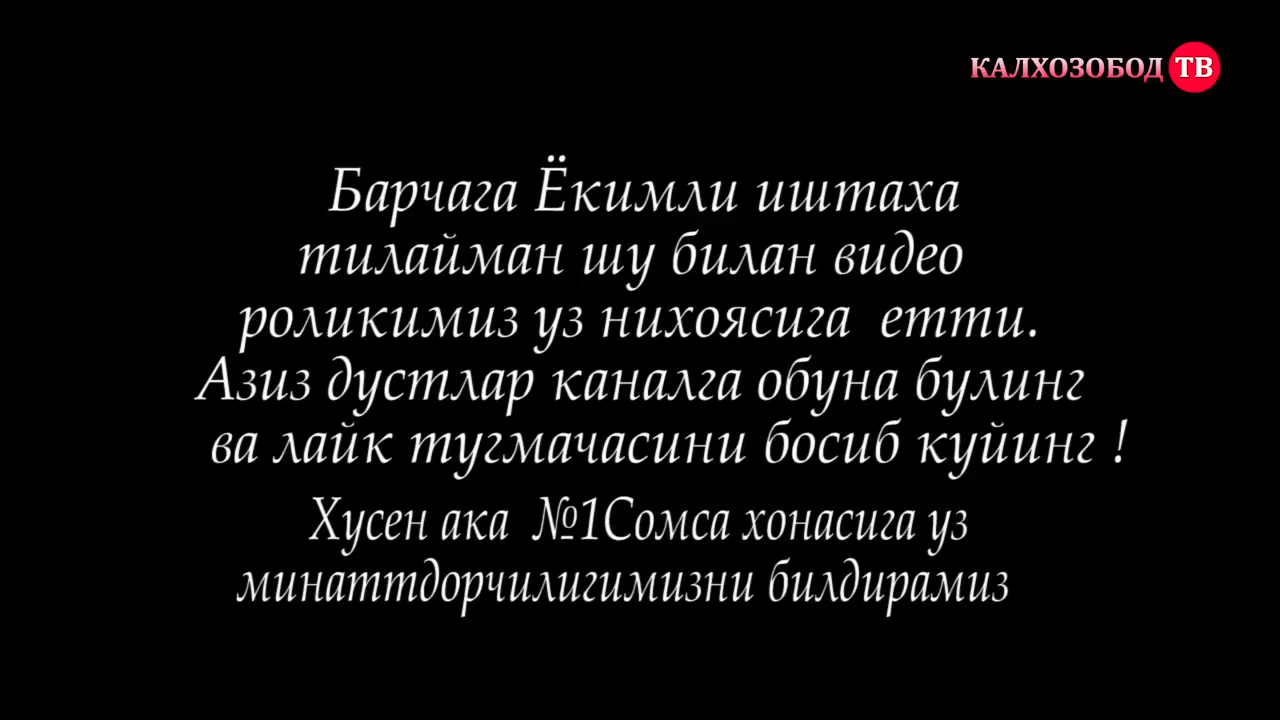 КАЛХОЗОБОД ТВ
Барчага Ёкимли иштаха
тилайман шу билан видео
роликимиз уз нихоясига етти.
Азиз дустлар каналга обуна булинг
ва лайк тугмачасини босиб куйинг !
Хусен ака №1Сомса хонасига уз
минаттдорчилигимизни билдирамиз